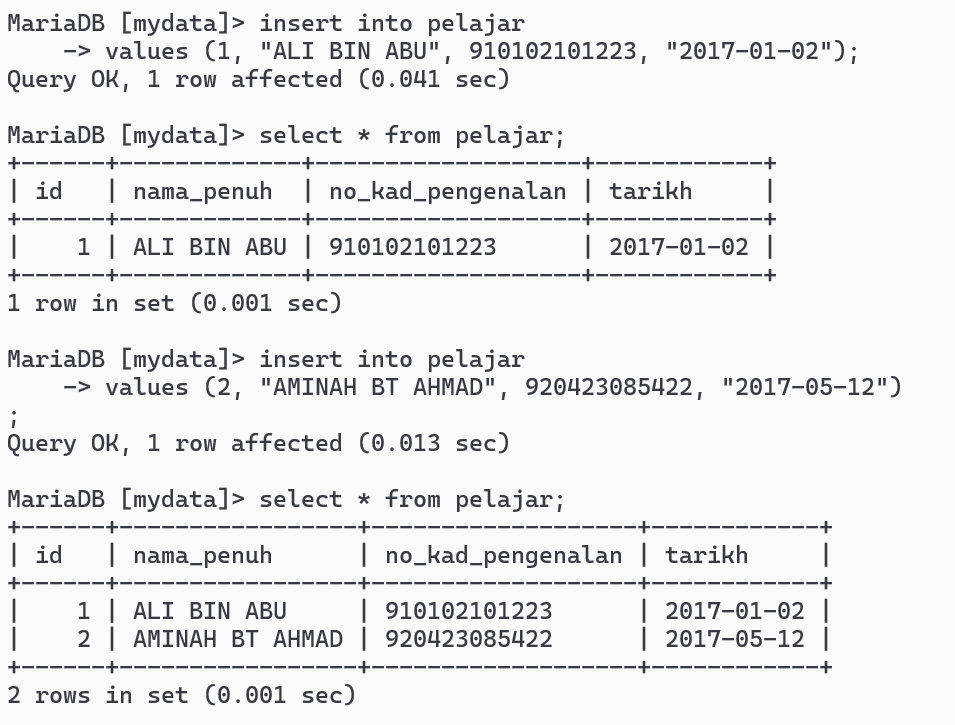 MariaDB [mydata]> insert into pelajar
    -> values (1, "ALI BIN ABU", 910102101223, "2017-01-02");
Query OK, 1 row affected (0.041 sec)

MariaDB [mydata]> select * from pelajar;
+------+-------------+-------------------+------------+
| id   | nama_penuh  | no_kad_pengenalan | tarikh     |
+------+-------------+-------------------+------------+
|    1 | ALI BIN ABU | 910102101223      | 2017-01-02 |
+------+-------------+-------------------+------------+
1 row in set (0.001 sec)

MariaDB [mydata]> insert into pelajar
    -> values (2, "AMINAH BT AHMAD", 920423085422, "2017-05-12")
;
Query OK, 1 row affected (0.013 sec)

MariaDB [mydata]> select * from pelajar;
+------+-----------------+-------------------+------------+
| id   | nama_penuh      | no_kad_pengenalan | tarikh     |
+------+-----------------+-------------------+------------+
|    1 | ALI BIN ABU     | 910102101223      | 2017-01-02 |
|    2 | AMINAH BT AHMAD | 920423085422      | 2017-05-12 |
+------+-----------------+-------------------+------------+
2 rows in set (0.001 sec)